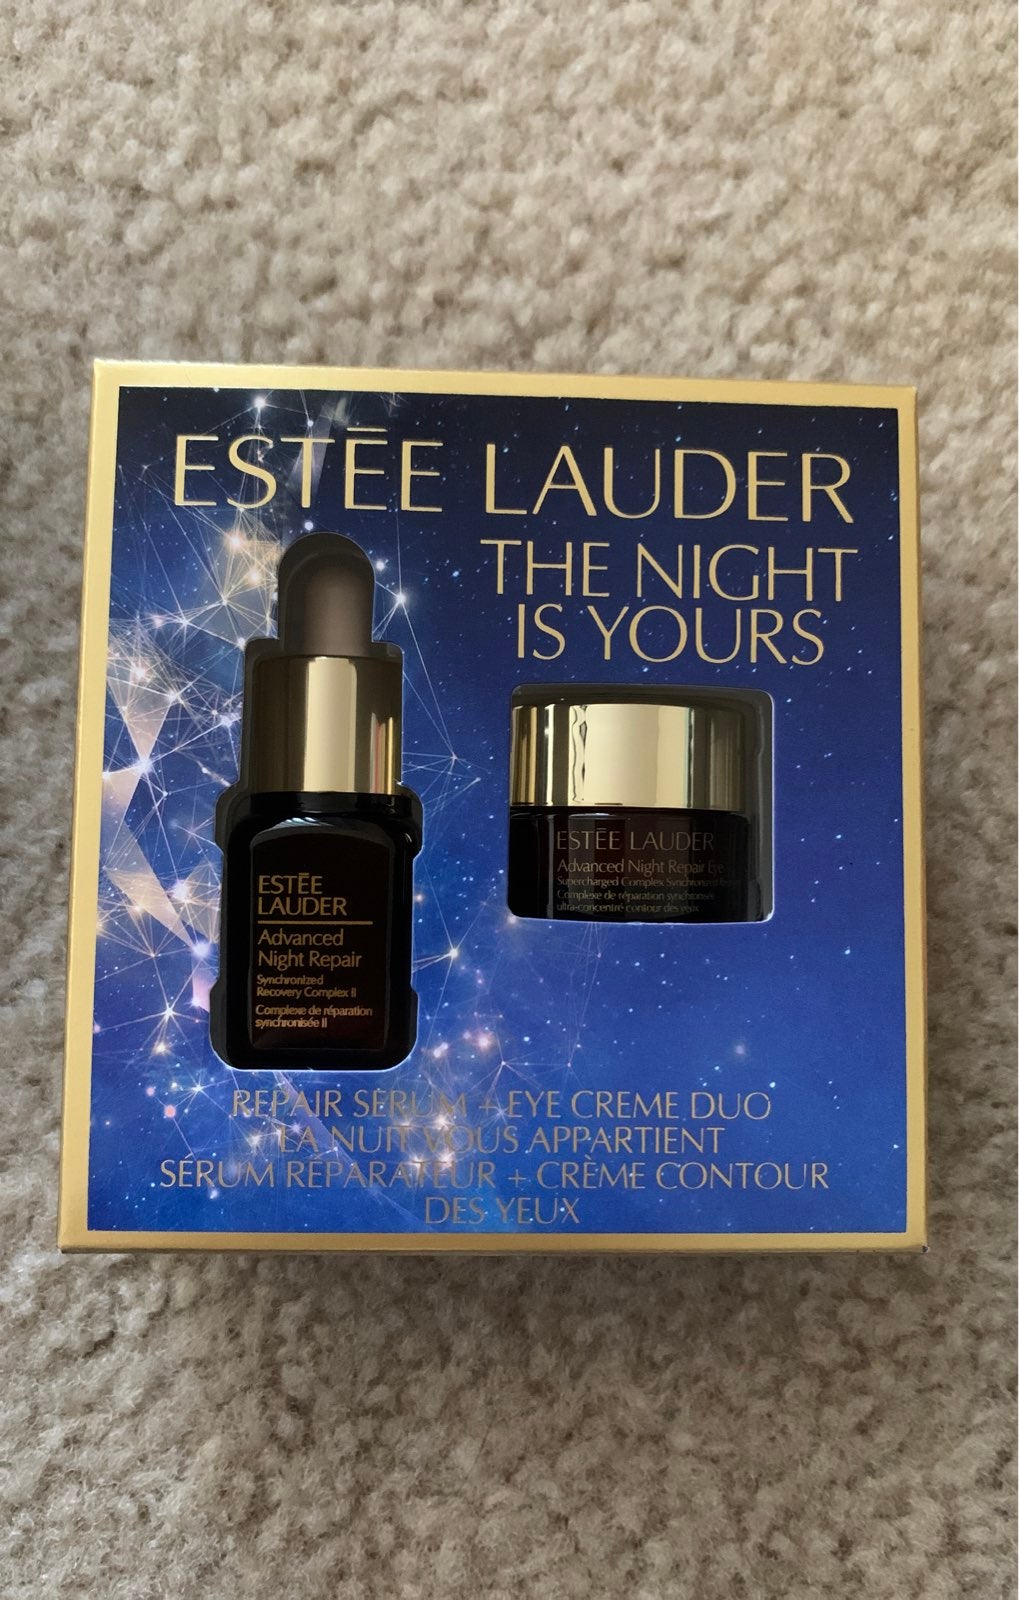 ESTĒE LAUDER
THE NIGHT
IS YOURS
ESTĒE
LAUDER
Advanced
Night Repair
Synchronized
Recovery Complex II
Complexe de réparation
synchronisée II
ESTĒE LAUDER
Advanced Night Repair Eye
Supercharged Complex Synchronized
Complexe de réparation synchronisée
ultra-concentré contour des yeux
REPAIR SERUM + EYE CREME DUO
LA NUIT VOUS APPARTIENT
SÉRUM RÉPARATEUR + CRÈME CONTOUR
DES YEUX